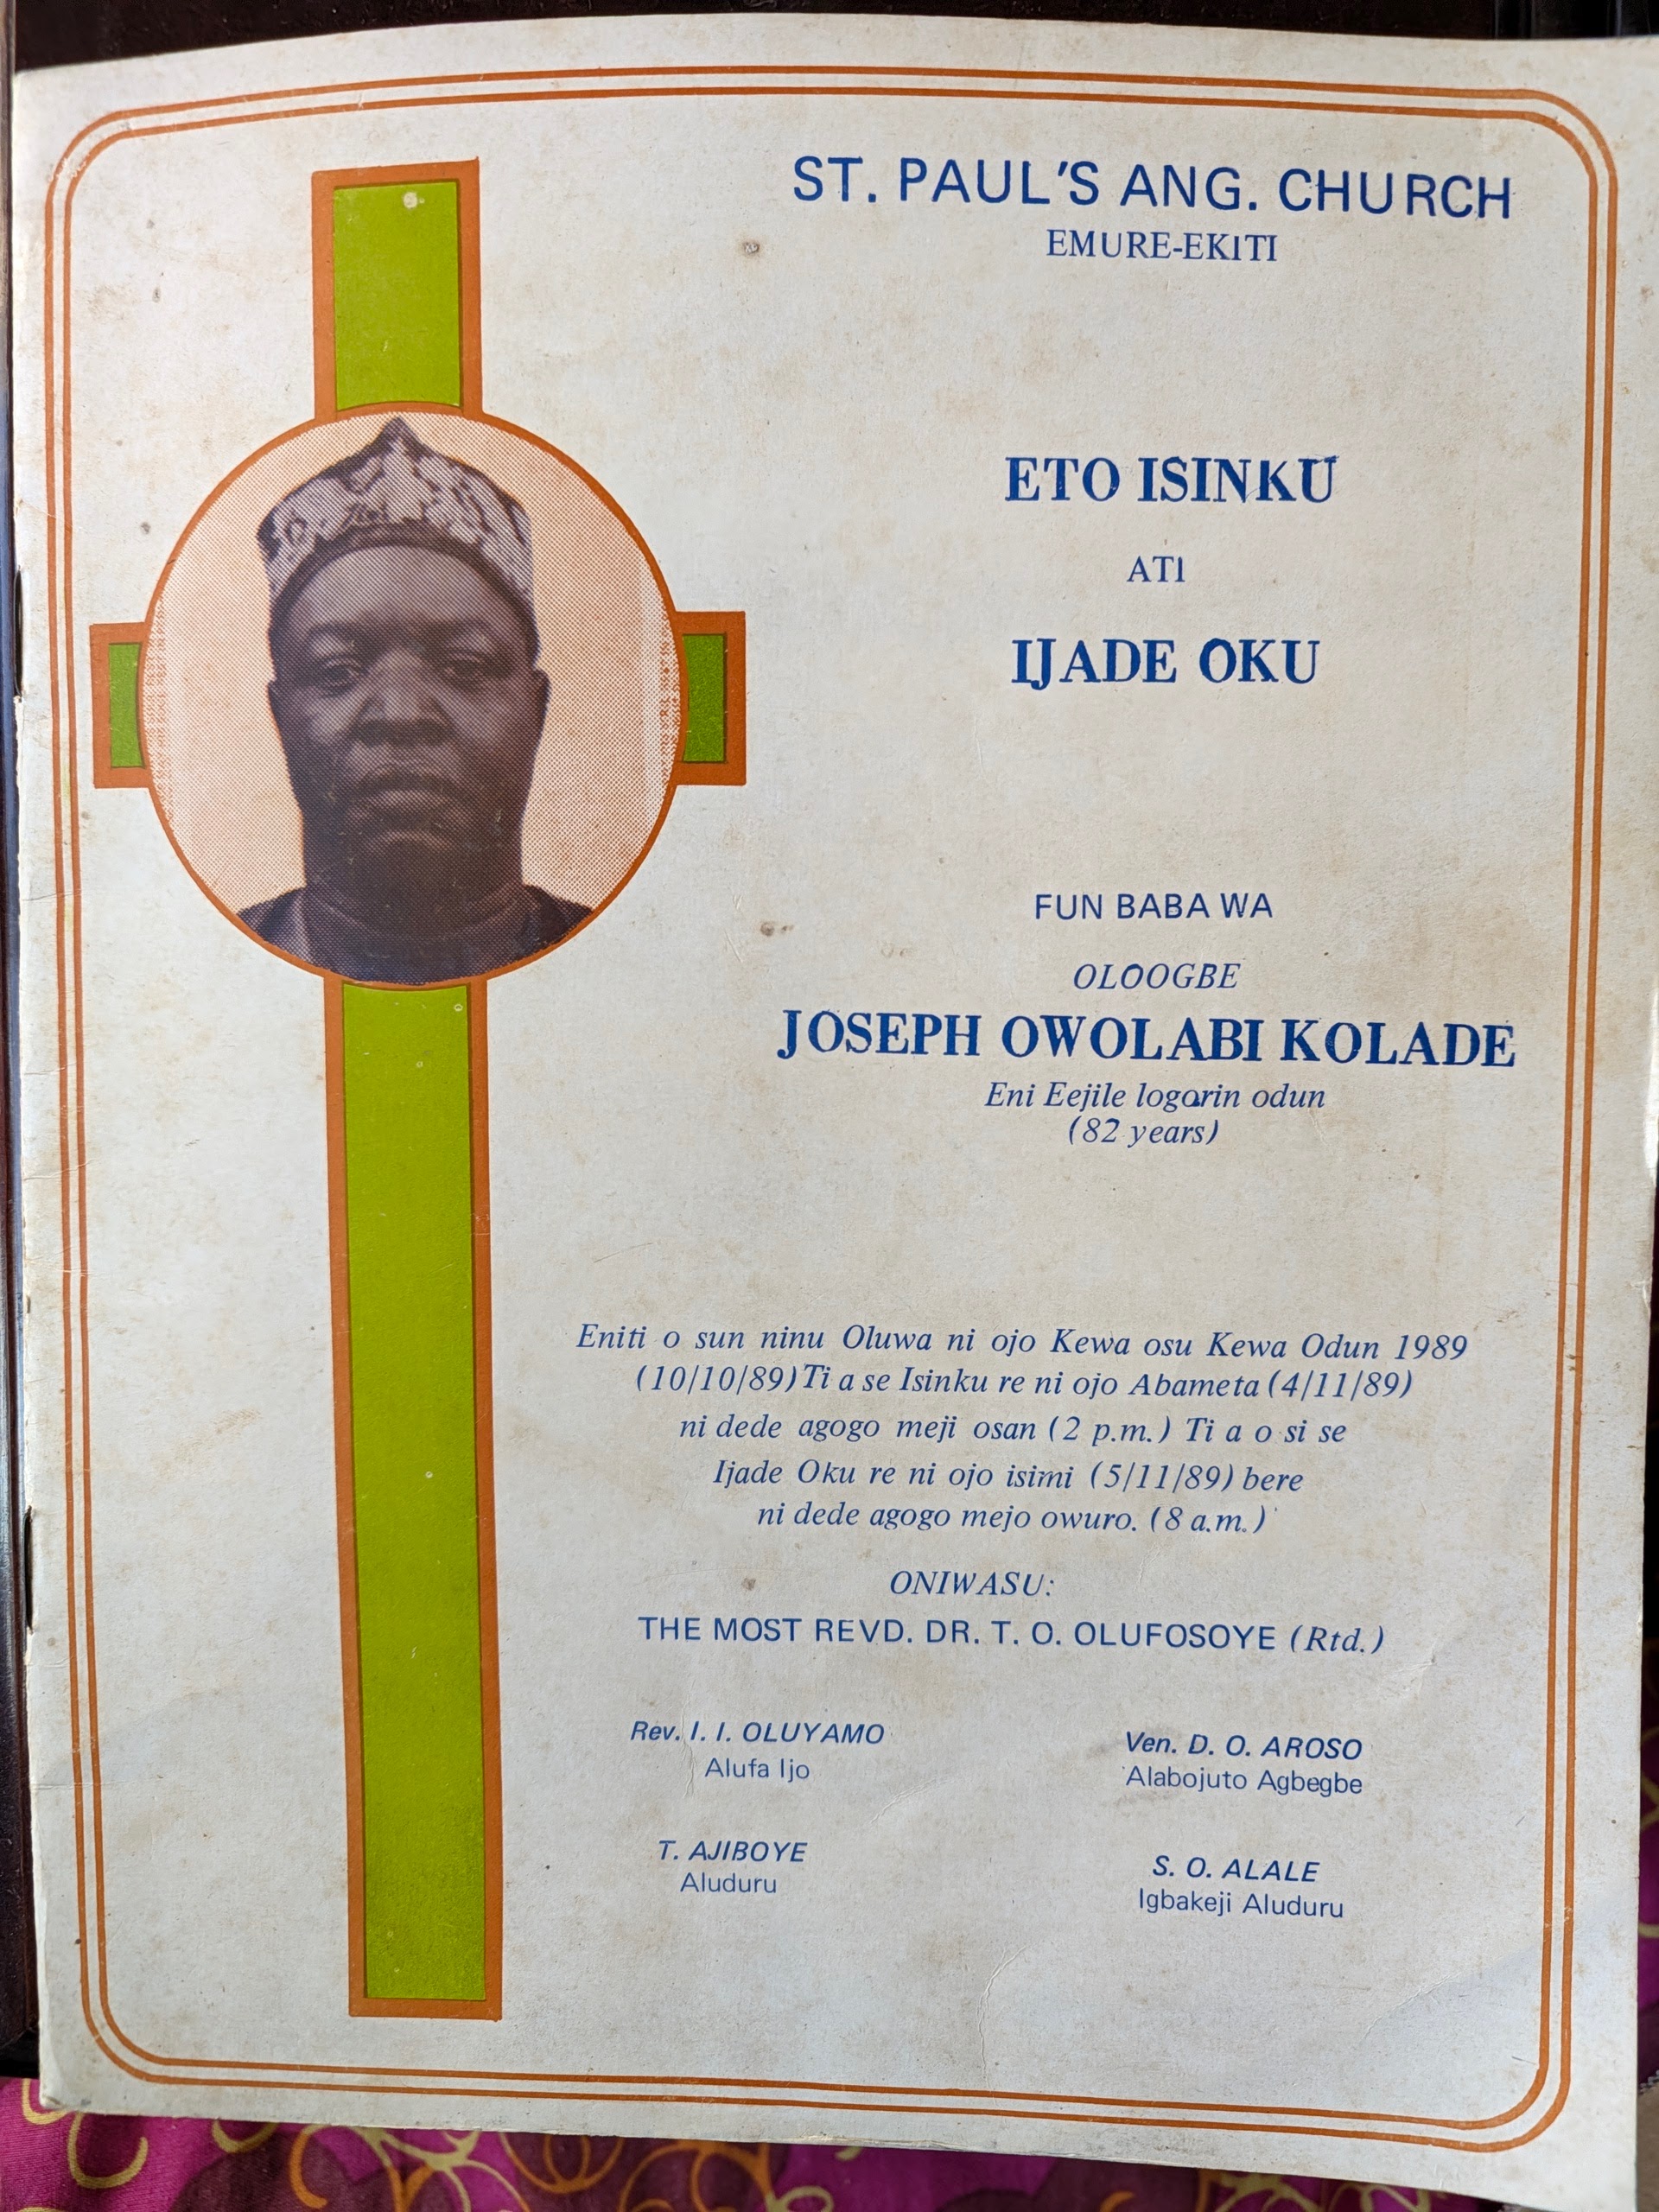 ST. PAUL'S ANG. CHURCH
EMURE-EKITI
ETO ISINKU
ATI
IJADE OKU
FUN BABA WA
OLOOGBE
JOSEPH OWOLABI KOLADE
Eni Eejile logorin odun
(82 years)
Eniti o sun ninu Oluwa ni ojo Kewa osu Kewa Odun 1989
(10/10/89) Ti a se Isinku re ni ojo Abameta (4/11/89)
ni dede agogo meji osan (2 p.m.) Ti a o si se
Ijade Oku re ni ojo isimi (5/11/89) bere
ni dede agogo mejo owuro. (8 a.m.)
ONIWASU:
THE MOST REVD. DR. T. O. OLUFOSOYE (Rtd.)
Rev. I. I. OLUYAMO
Alufa Ijo
Ven. D. O. AROSO
Alabojuto Agbegbe
T. AJIBOYE
Aluduru
S. O. ALALE
Igbakeji Aluduru